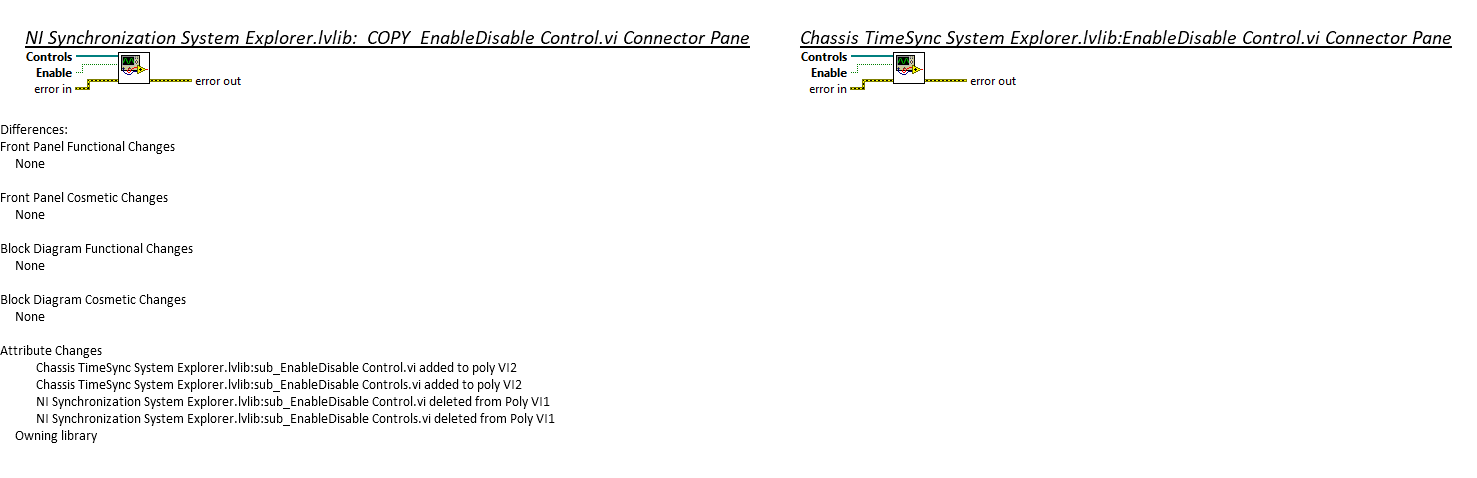 NI Synchronization System Explorer.lvlib:_COPY_EnableDisable Control.vi Connector Pane
Controls
Enable
error in
error out
Chassis TimeSync System Explorer.lvlib:EnableDisable Control.vi Connector Pane
Controls
Enable
error in
error out
Differences:
Front Panel Functional Changes
None
Front Panel Cosmetic Changes
None
Block Diagram Functional Changes
None
Block Diagram Cosmetic Changes
None
Attribute Changes
Chassis TimeSync System Explorer.lvlib:sub_EnableDisable Control.vi added to poly VI2
Chassis TimeSync System Explorer.lvlib:sub_EnableDisable Controls.vi added to poly VI2
NI Synchronization System Explorer.lvlib:sub_EnableDisable Control.vi deleted from Poly VI1
NI Synchronization System Explorer.lvlib:sub_EnableDisable Controls.vi deleted from Poly VI1
Owning library